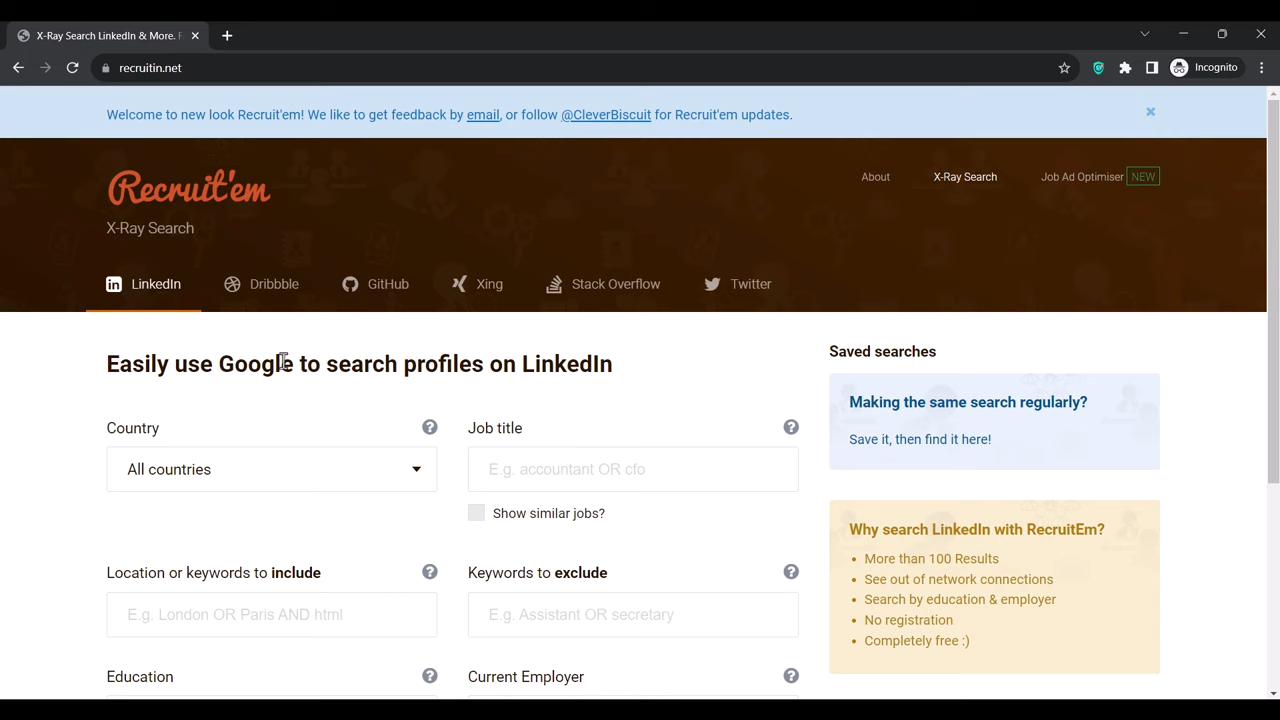 X-Ray Search LinkedIn & More. F
recruitin.net
Incognito
Welcome to new look Recruit'em! We like to get feedback by email, or follow @CleverBiscuit for Recruit'em updates.
Recruit'em
X-Ray Search
About
X-Ray Search
Job Ad Optimiser NEW
LinkedIn
Dribbble
GitHub
Xing
Stack Overflow
Twitter
Easily use Google to search profiles on LinkedIn
Country
All countries
Job title
E.g. accountant OR cfo
Show similar jobs?
Location or keywords to include
E.g. London OR Paris AND html
Keywords to exclude
E.g. Assistant OR secretary
Education
Current Employer
Saved searches
Making the same search regularly?
Save it, then find it here!
Why search LinkedIn with RecruitEm?
• More than 100 Results
• See out of network connections
• Search by education & employer
• No registration
• Completely free :)